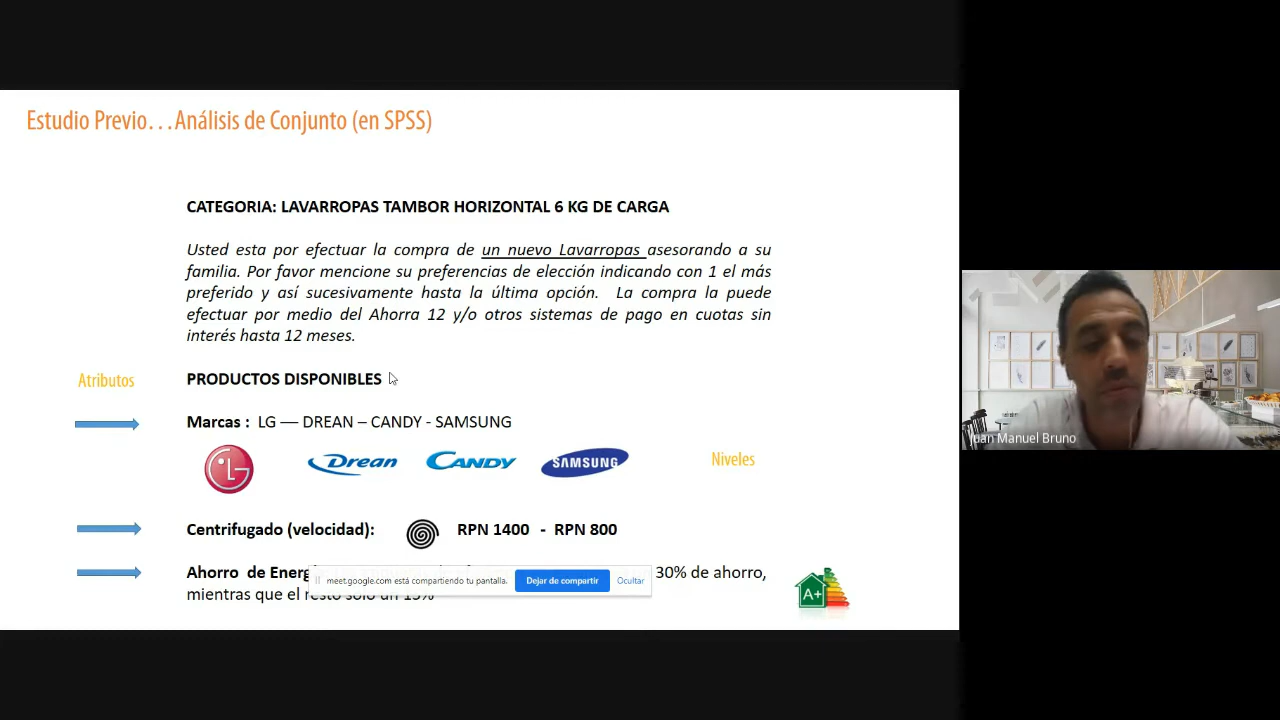 Estudio Previo…Análisis de Conjunto (en SPSS)
CATEGORIA: LAVARROPAS TAMBOR HORIZONTAL 6 KG DE CARGA
Usted esta por efectuar la compra de un nuevo Lavarropas asesorando a su
familia. Por favor mencione su preferencias de elección indicando con 1 el más
preferido y así sucesivamente hasta la última opción. La compra la puede
efectuar por medio del Ahorra 12 y/o otros sistemas de pago en cuotas sin
interés hasta 12 meses.
Atributos
PRODUCTOS DISPONIBLES
Marcas : LG –– DREAN – CANDY - SAMSUNG
LG Drean CANDY SAMSUNG
Niveles
Centrifugado (velocidad): RPN 1400 - RPN 800
Ahorro de Energ 30% de ahorro,
mientras que el resto solo un 15%
A+
meet.google.com está compartiendo tu pantalla. Dejar de compartir Ocultar
Juan Manuel Bruno